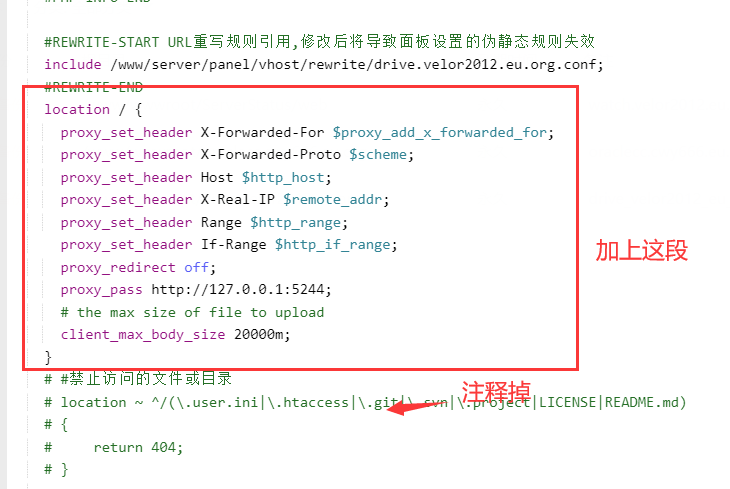 #PHP-INFO-END
#REWRITE-START URL重写规则引用,修改后将导致面板设置的伪静态规则失效
include /www/server/panel/vhost/rewrite/drive.velor2012.eu.org.conf;
#REWRITE-END
location / {
proxy_set_header X-Forwarded-For $proxy_add_x_forwarded_for;
proxy_set_header X-Forwarded-Proto $scheme;
proxy_set_header Host $http_host;
proxy_set_header X-Real-IP $remote_addr;
proxy_set_header Range $http_range;
proxy_set_header If-Range $http_if_range;
加上这段
proxy_redirect off;
proxy_pass http://127.0.0.1:5244;
# the max size of file to upload
client_max_body_size 20000m;
}
# #禁止访问的文件或目录
注释掉
# location ~ ^/(\.user.ini|\.htaccess|\.git|\.svn|\.project|LICENSE|README.md)
# {
#     return 404;
# }